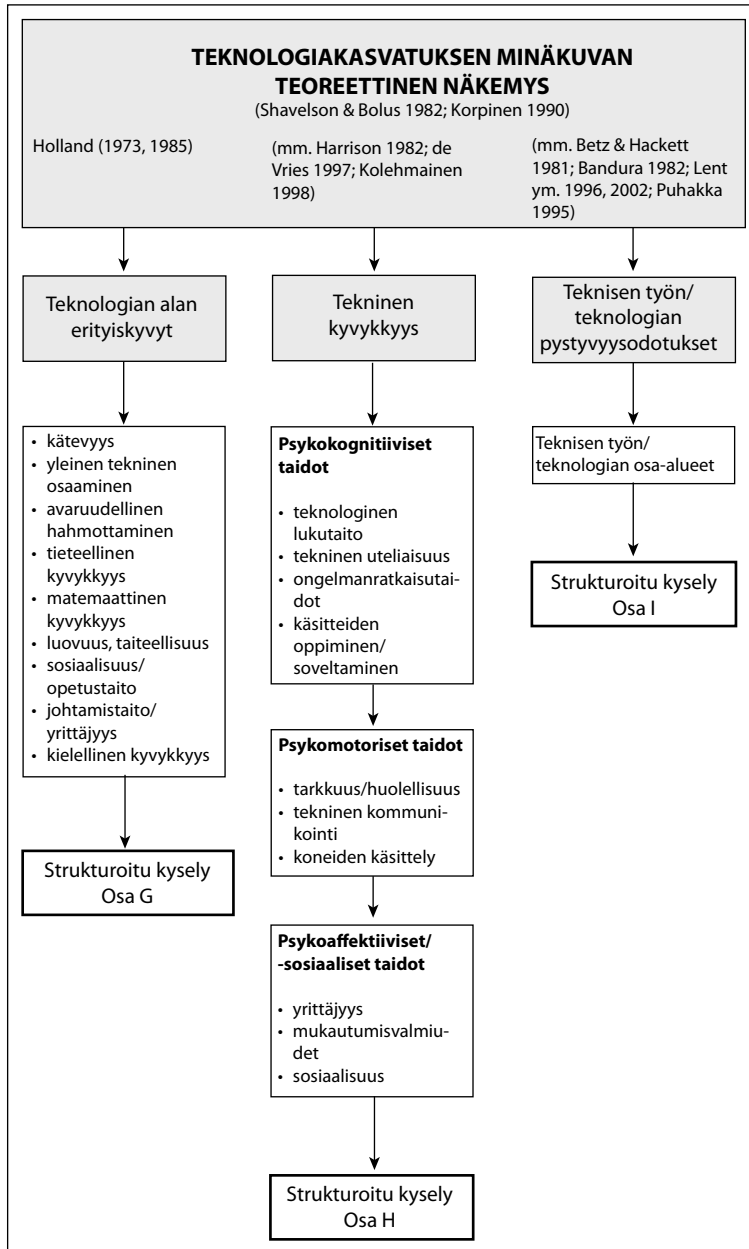 TEKNOLOGIAKASVATUKSEN MINÄKUVAN
TEOREETTINEN NÄKEMYS
(Shavelson & Bolus 1982; Korpinen 1990)
Holland (1973, 1985)
(mm. Harrison 1982; de
Vries 1997; Kolehmainen
1998)
(mm. Betz & Hackett
1981; Bandura 1982; Lent
ym. 1996, 2002; Puhakka
1995)
Teknologian alan
erityiskyvyt
• kätevyys
• yleinen tekninen
osaaminen
• avaruudellinen
hahmottaminen
• tieteellinen
kyvykkyys
• matemaattinen
kyvykkyys
• luovuus, taiteellisuus
• sosiaalisuus/
opetustaito
• johtamistaito/
yrittäjyys
• kielellinen kyvykkyys
Strukturoitu kysely
Osa G
Tekninen
kyvykkyys
Psykokognitiiviset
taidot
• teknologinen
lukutaito
• tekninen uteliaisuus
• ongelmanratkaisutai-
dot
• käsitteiden
oppiminen/
soveltaminen
Psykomotoriset taidot
• tarkkuus/huolellisuus
• tekninen kommuni-
kointi
• koneiden käsittely
Psykoaffektiiviset/
-sosiaaliset taidot
• yrittäjyys
• mukautumisvalmiu-
det
• sosiaalisuus
Strukturoitu kysely
Osa H
Teknisen työn/
teknologian
pystyvyysodotukset
Teknisen työn/
teknologian osa-alueet
Strukturoitu kysely
Osa I